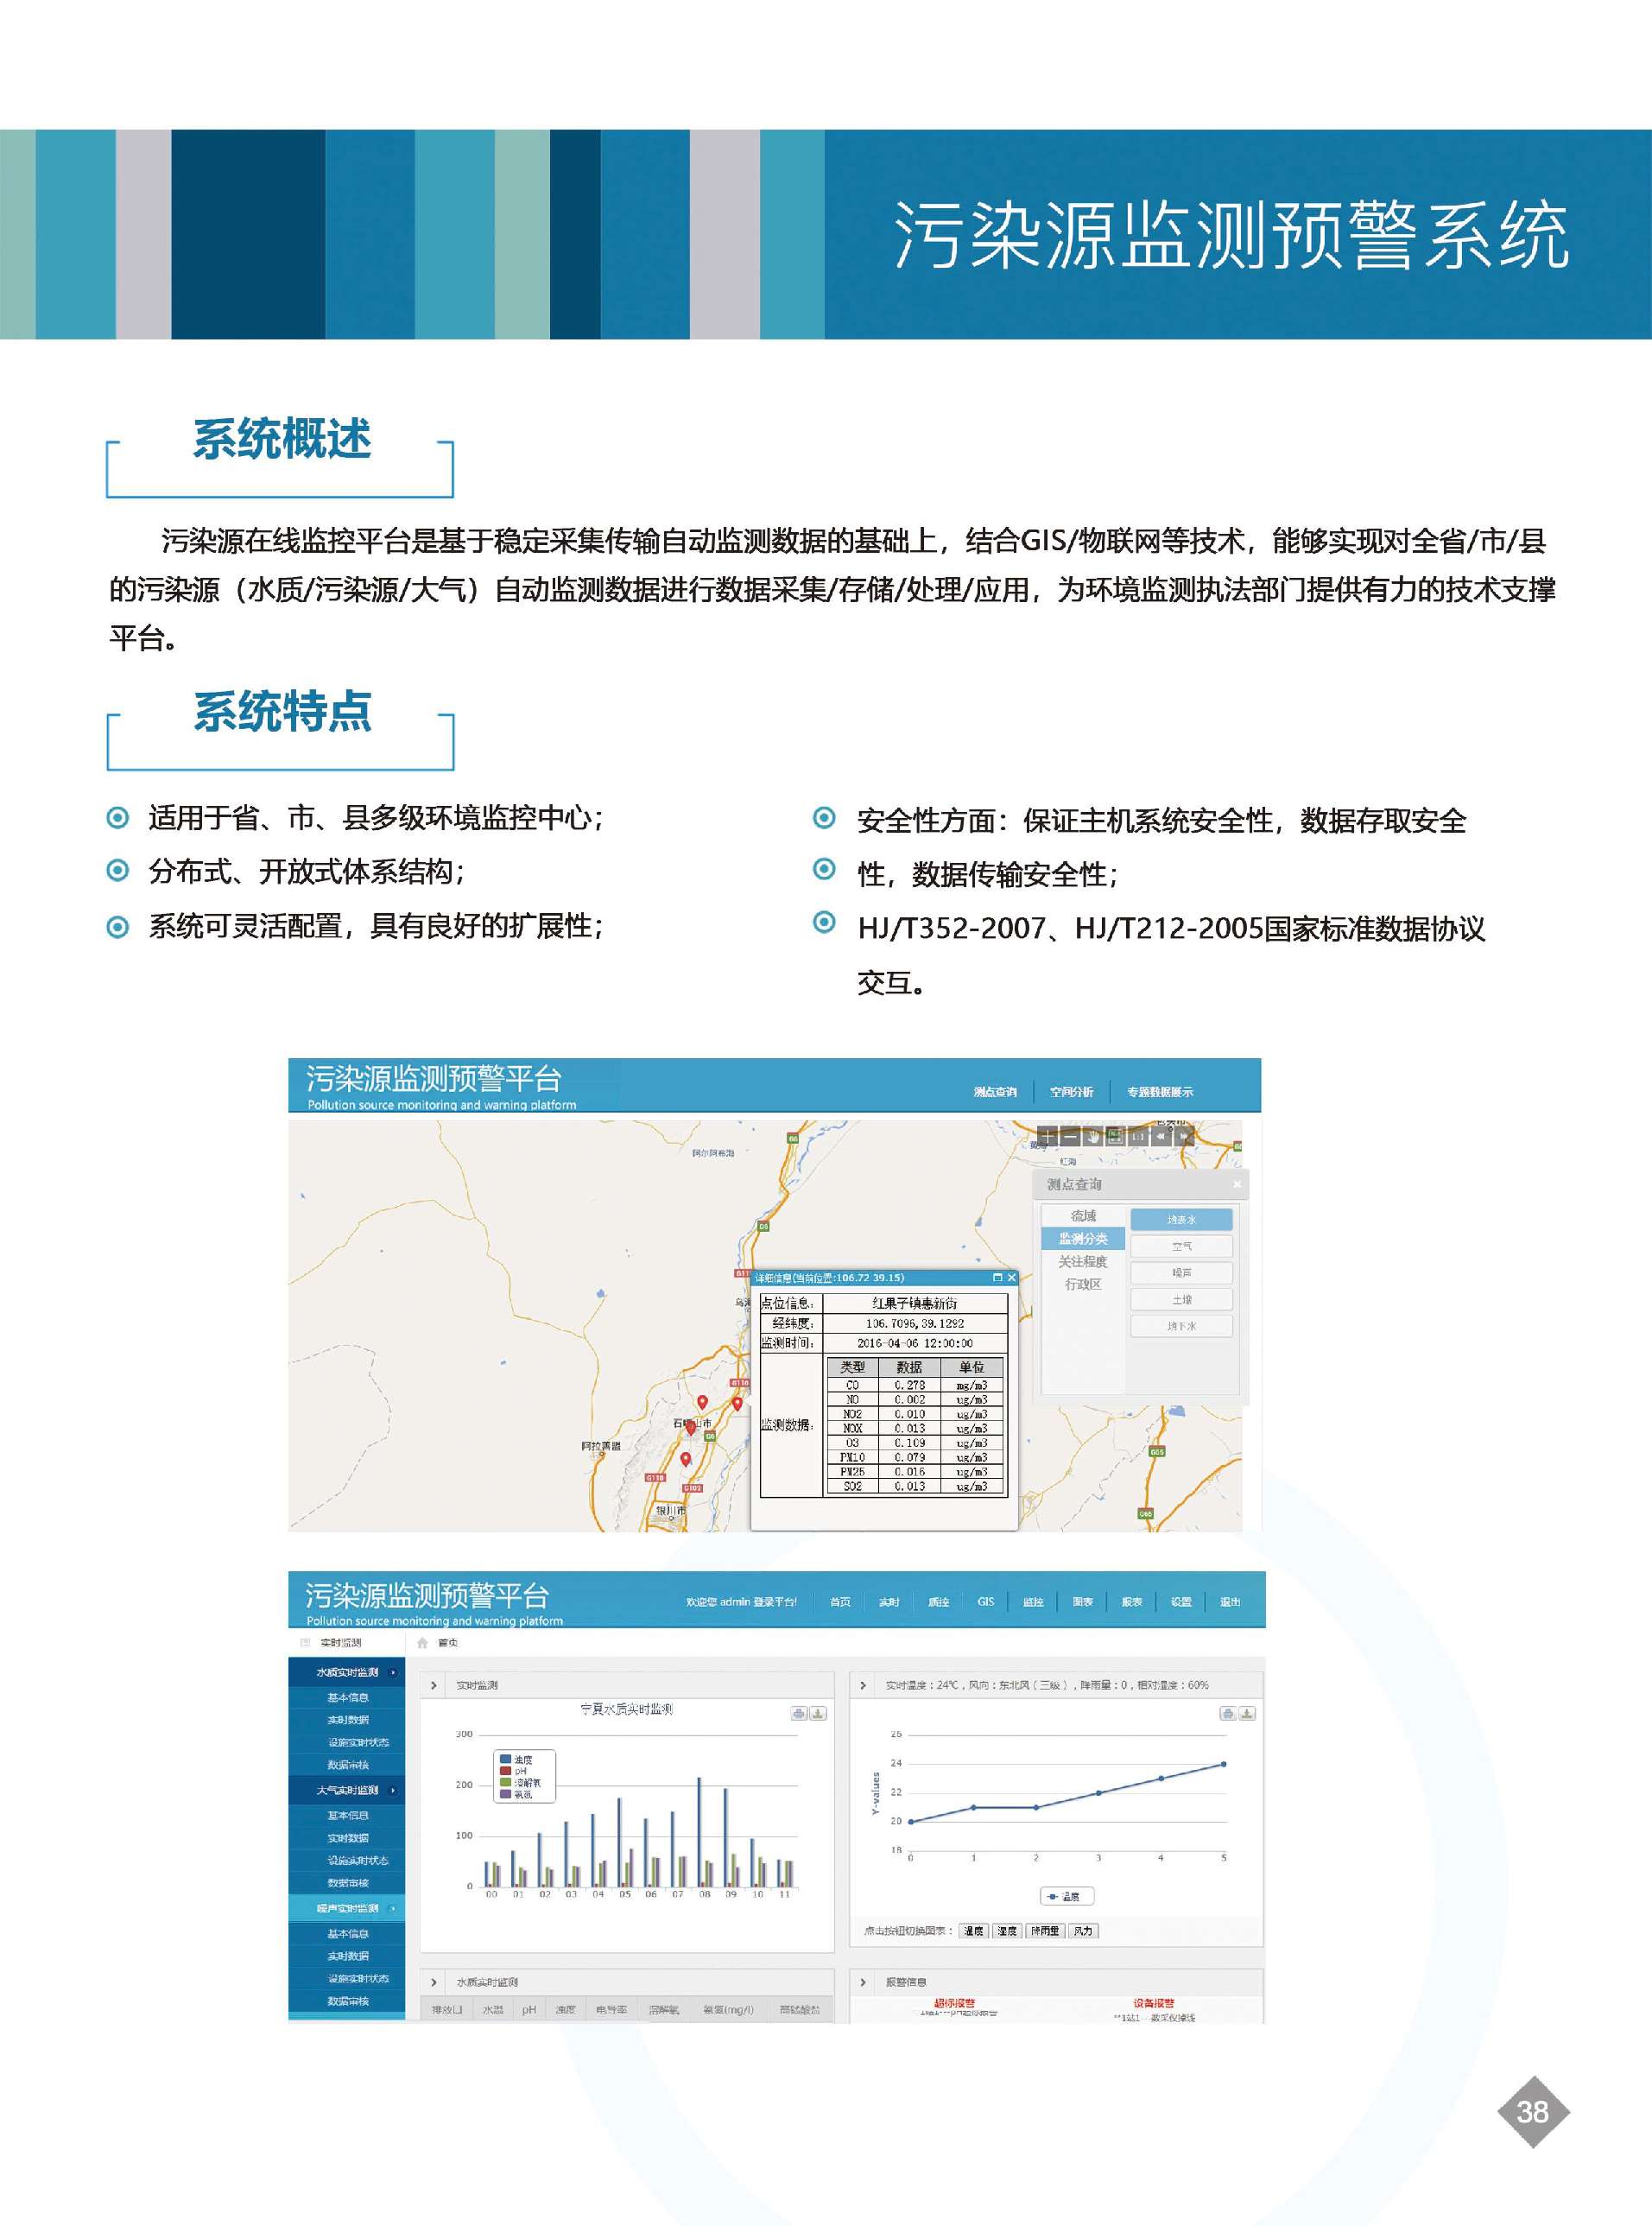 污染源监测预警系统
系统概述
污染源在线监控平台是基于稳定采集传输自动监测数据的基础上，结合GIS/物联网等技术，能够实现对全省/市/县
的污染源（水质/污染源/大气）自动监测数据进行数据采集/存储/处理/应用，为环境监测执法部门提供有力的技术支撑
平台。
系统特点
适用于省、市、县多级环境监控中心；
分布式、开放式体系结构；
系统可灵活配置，具有良好的扩展性；
安全性方面：保证主机系统安全性，数据存取安全
性，数据传输安全性；
HJ/T352-2007、HJ/T212-2005国家标准数据协议
交互。
污染源监测预警平台
Pollution source monitoring and warning platform
测点查询 空间分析 专题数据展示
阿尔阿布海
红海
测点查询
流域
监测分类
关注程度
行政区
地表水
空气
噪声
土壤
地下水
G6
G6
详细信息(当前位置:106.72 39.15)
点位信息: 红果子镇惠新街
经纬度: 106.7096,39.1292
监测时间: 2016-04-06 12:00:00
监测数据:
类型 数据 单位
CO 0.278 mg/m3
NO 0.002 ug/m3
NO2 0.010 ug/m3
NOX 0.013 ug/m3
O3 0.109 ug/m3
PM10 0.079 ug/m3
PM25 0.016 ug/m3
SO2 0.013 ug/m3
G110
阿拉善盟
G6
G110
G109
银川市
G65
G65
污染源监测预警平台
Pollution source monitoring and warning platform
欢迎您 admin 登录平台! 首页 实时 质控 GIS 监控 图表 报表 设置 退出
实时监测 首页
水质实时监测
基本信息
实时数据
设施实时状态
数据审核
大气实时监测
基本信息
实时数据
设施实时状态
数据审核
噪声实时监测
基本信息
实时数据
设施实时状态
数据审核
实时监测
宁夏水质实时监测
300
200
100
0
浊度
pH
溶解氧
氨氮
00 01 02 03 04 05 06 07 08 09 10 11
实时温度：24℃，风向：东北风（三级），降雨量：0，相对湿度：60%
Y-values
26
24
22
20
18
0 1 2 3 4 5
温度
点击按钮切换图表： 温度 湿度 降雨量 风力
水质实时监测
排放口 水温 pH 浊度 电导率 溶解氧 氨氮(mg/l) 高锰酸盐
报警信息
超标报警 设备报警
38